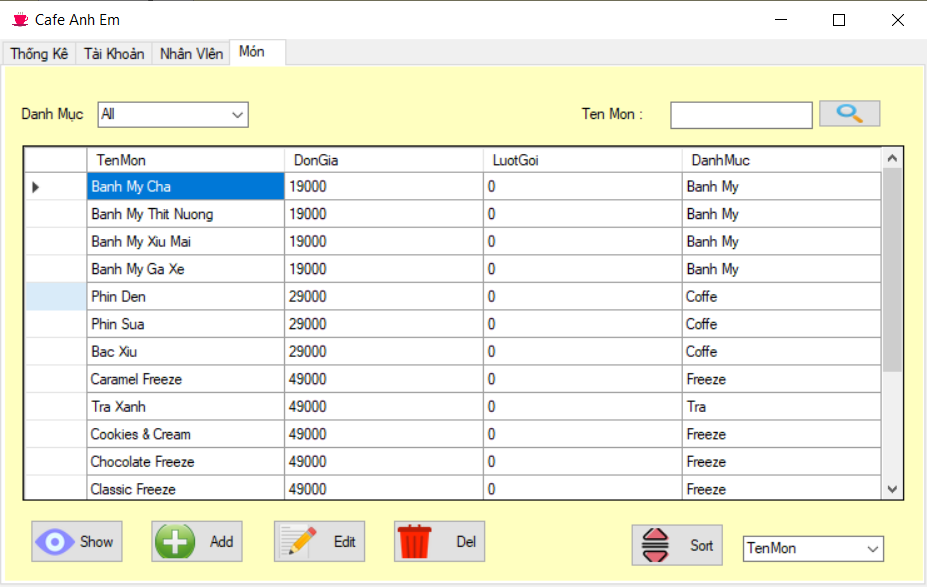 Cafe Anh Em
Thống Kê Tài Khoản Nhân VIên Món
Danh Mục All Ten Mon :
TenMon DonGia LuotGoi DanhMuc
Banh My Cha 19000 0 Banh My
Banh My Thit Nuong 19000 0 Banh My
Banh My Xiu Mai 19000 0 Banh My
Banh My Ga Xe 19000 0 Banh My
Phin Den 29000 0 Coffe
Phin Sua 29000 0 Coffe
Bac Xiu 29000 0 Coffe
Caramel Freeze 49000 0 Freeze
Tra Xanh 49000 0 Tra
Cookies & Cream 49000 0 Freeze
Chocolate Freeze 49000 0 Freeze
Classic Freeze 49000 0 Freeze
Show Add Edit Del Sort TenMon